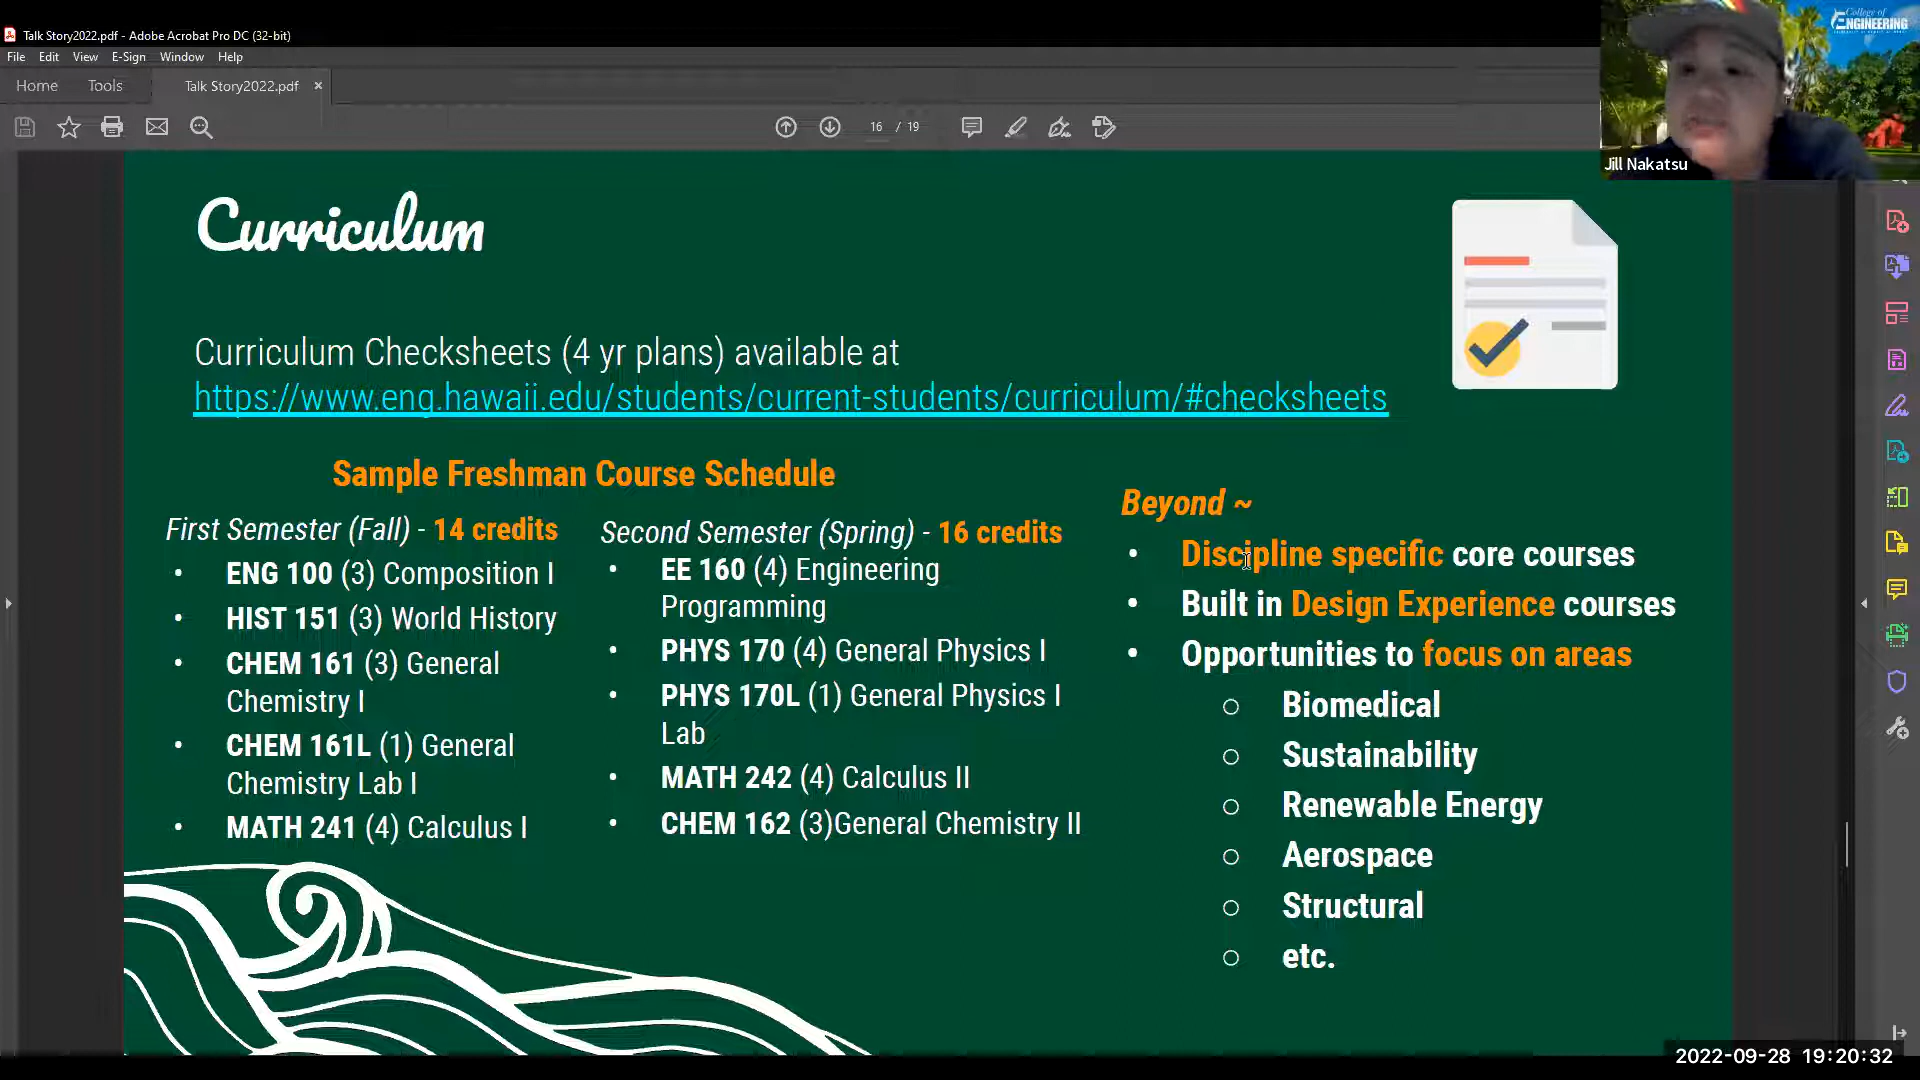 Talk Story2022.pdf - Adobe Acrobat Pro DC (32-bit)
File Edit View E-Sign Window Help
Home Tools Talk Story2022.pdf ×
16 / 19
College of
ENGINEERING
Jill Nakatsu
Curriculum
Curriculum Checksheets (4 yr plans) available at
https://www.eng.hawaii.edu/students/current-students/curriculum/#checksheets
Sample Freshman Course Schedule
First Semester (Fall) - 14 credits
• ENG 100 (3) Composition I
• HIST 151 (3) World History
• CHEM 161 (3) General
Chemistry I
• CHEM 161L (1) General
Chemistry Lab I
• MATH 241 (4) Calculus I
Second Semester (Spring) - 16 credits
• EE 160 (4) Engineering
Programming
• PHYS 170 (4) General Physics I
• PHYS 170L (1) General Physics I
Lab
• MATH 242 (4) Calculus II
• CHEM 162 (3)General Chemistry II
Beyond ~
• Discipline specific core courses
• Built in Design Experience courses
• Opportunities to focus on areas
○ Biomedical
○ Sustainability
○ Renewable Energy
○ Aerospace
○ Structural
○ etc.
2022-09-28 19:20:32